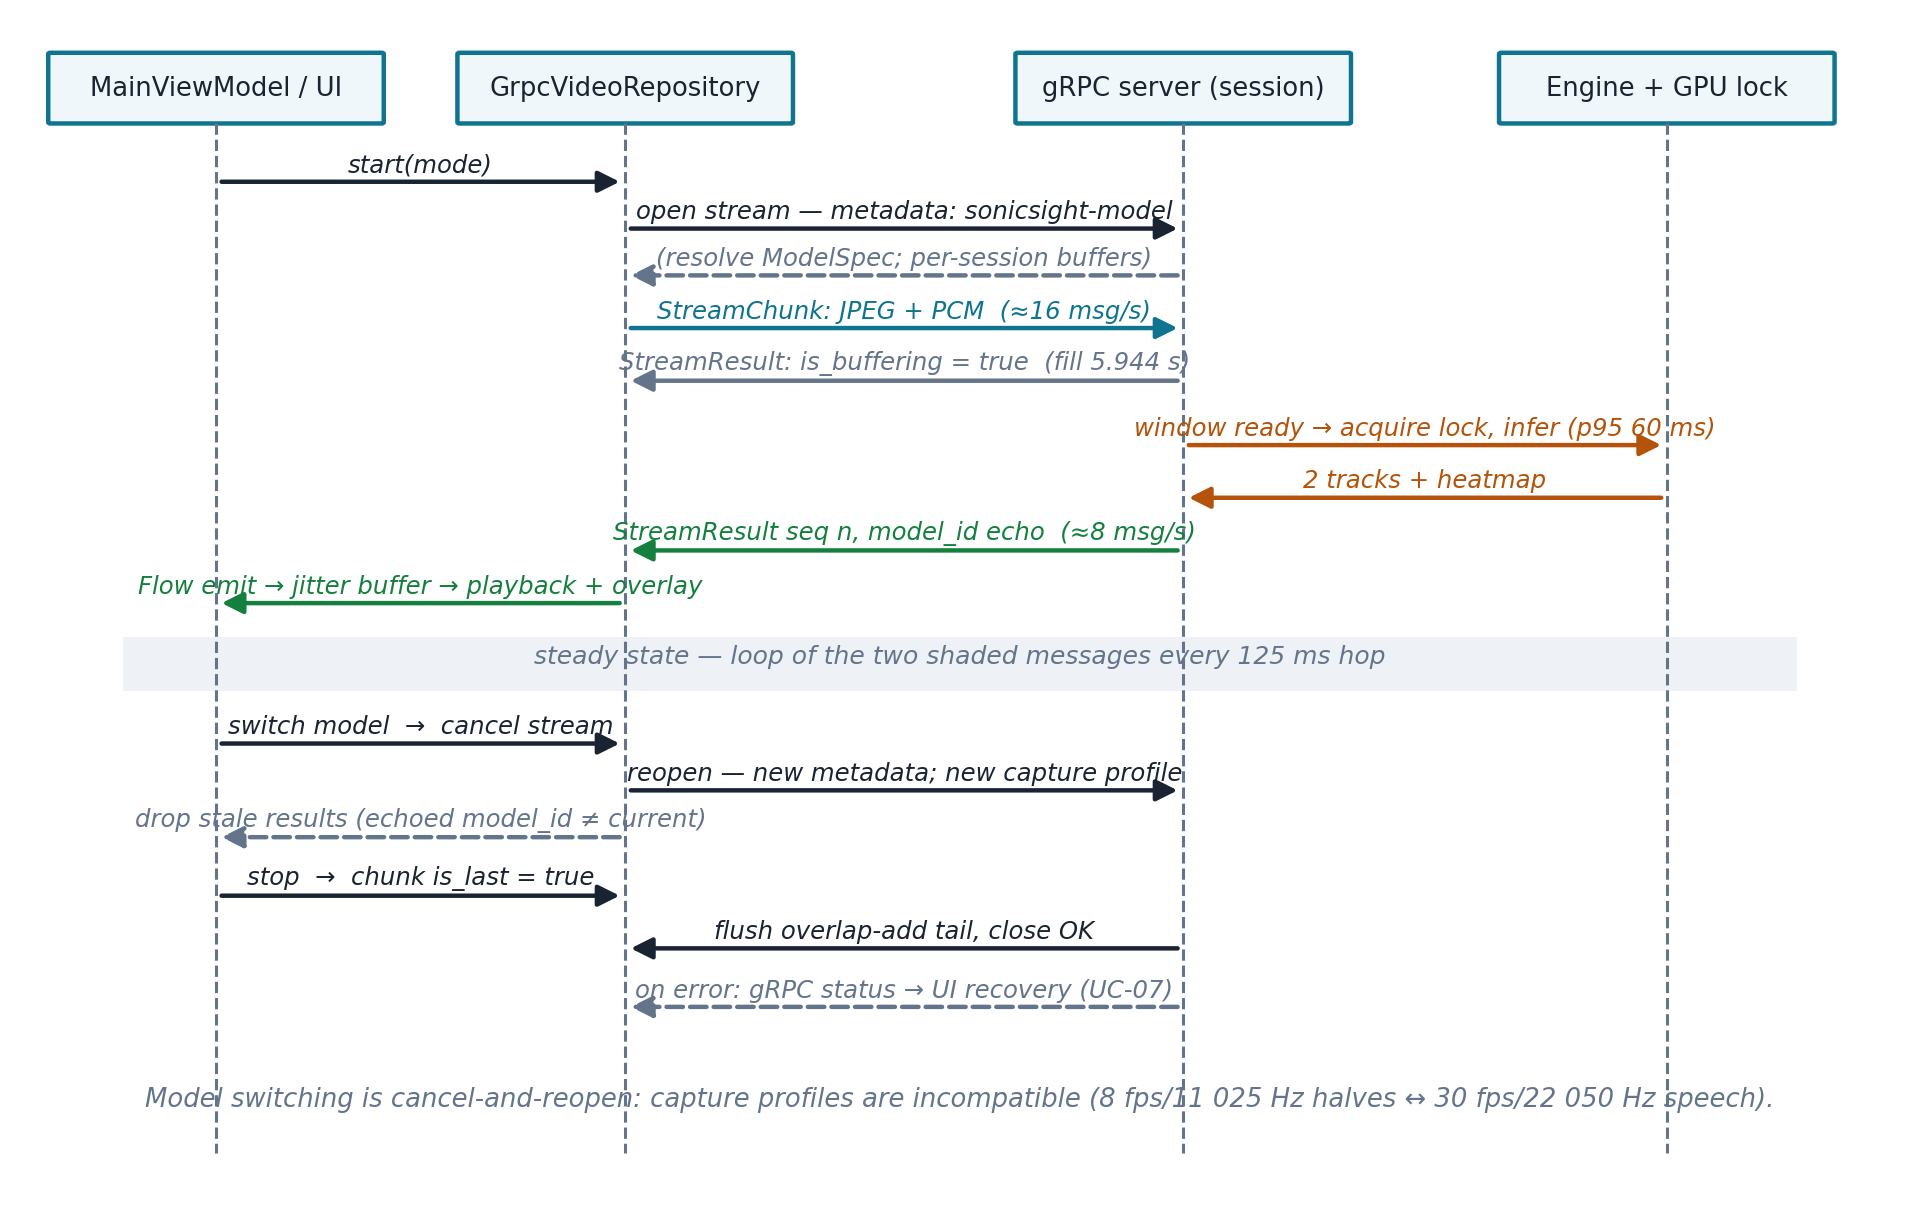 MainViewModel / UI
GrpcVideoRepository
gRPC server (session)
Engine + GPU lock
start(mode)
open stream — metadata: sonicsight-model
(resolve ModelSpec; per-session buffers)
StreamChunk: JPEG + PCM  (≈16 msg/s)
StreamResult: is_buffering = true  (fill 5.944 s)
window ready → acquire lock, infer (p95 60 ms)
2 tracks + heatmap
StreamResult seq n, model_id echo  (≈8 msg/s)
Flow emit → jitter buffer → playback + overlay
steady state — loop of the two shaded messages every 125 ms hop
switch model  →  cancel stream
reopen — new metadata; new capture profile
drop stale results (echoed model_id ≠ current)
stop  →  chunk is_last = true
flush overlap-add tail, close OK
on error: gRPC status → UI recovery (UC-07)
Model switching is cancel-and-reopen: capture profiles are incompatible (8 fps/11 025 Hz halves ↔ 30 fps/22 050 Hz speech).